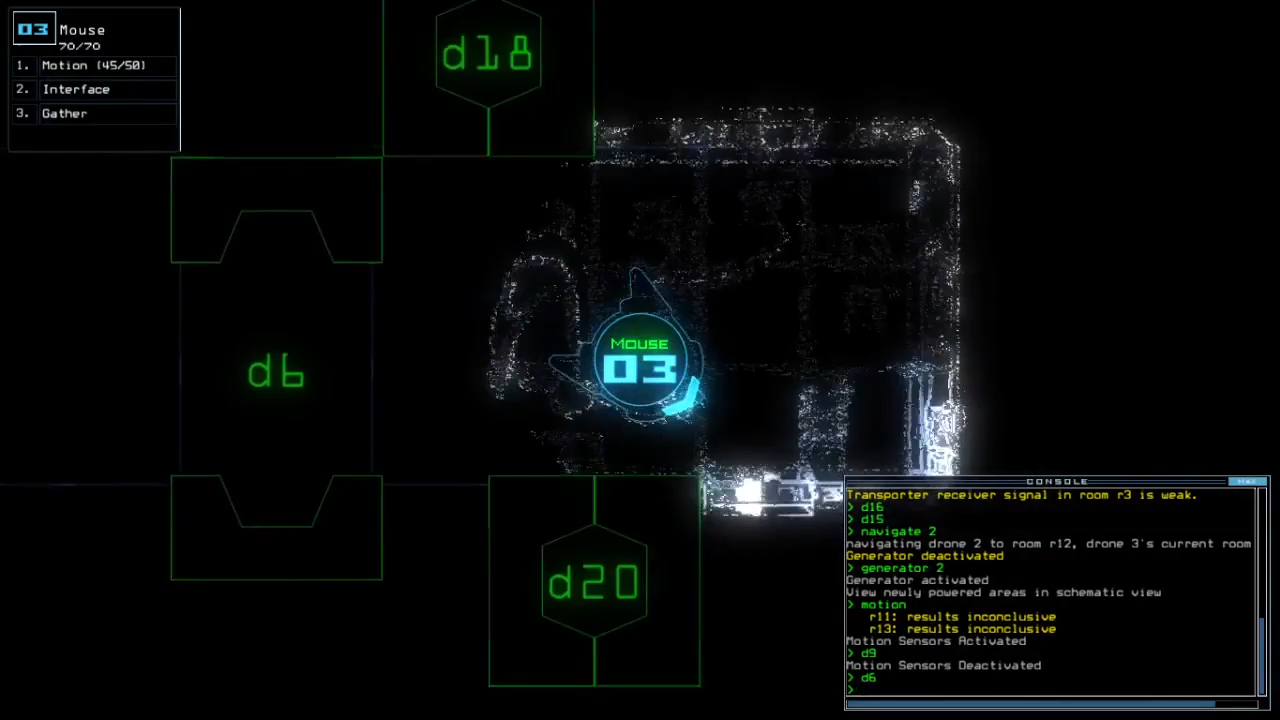 03 Mouse
70/70
1. Motion (45/50)
2. Interface
3. Gather
d18
d6
Mouse
03
d20
CONSOLE
MAX
Transporter receiver signal in room r3 is weak.
> d16
> d15
> navigate 2
navigating drone 2 to room r12, drone 3's current room
Generator deactivated
> generator 2
Generator activated
View newly powered areas in schematic view
> motion
r11: results inconclusive
r13: results inconclusive
Motion Sensors Activated
> d9
Motion Sensors Deactivated
> d6
>